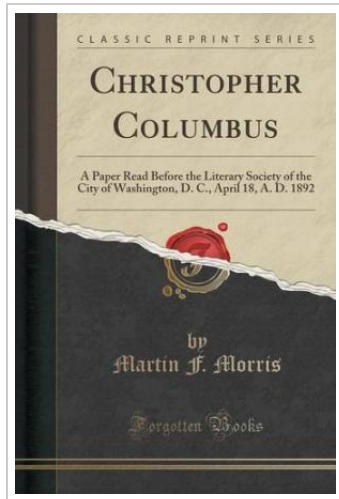 CLASSIC REPRINT SERIES
CHRISTOPHER
COLUMBUS
A Paper Read Before the Literary Society of the
City of Washington, D. C., April 18, A. D. 1892
by
Martin F. Morris
Forgotten Books